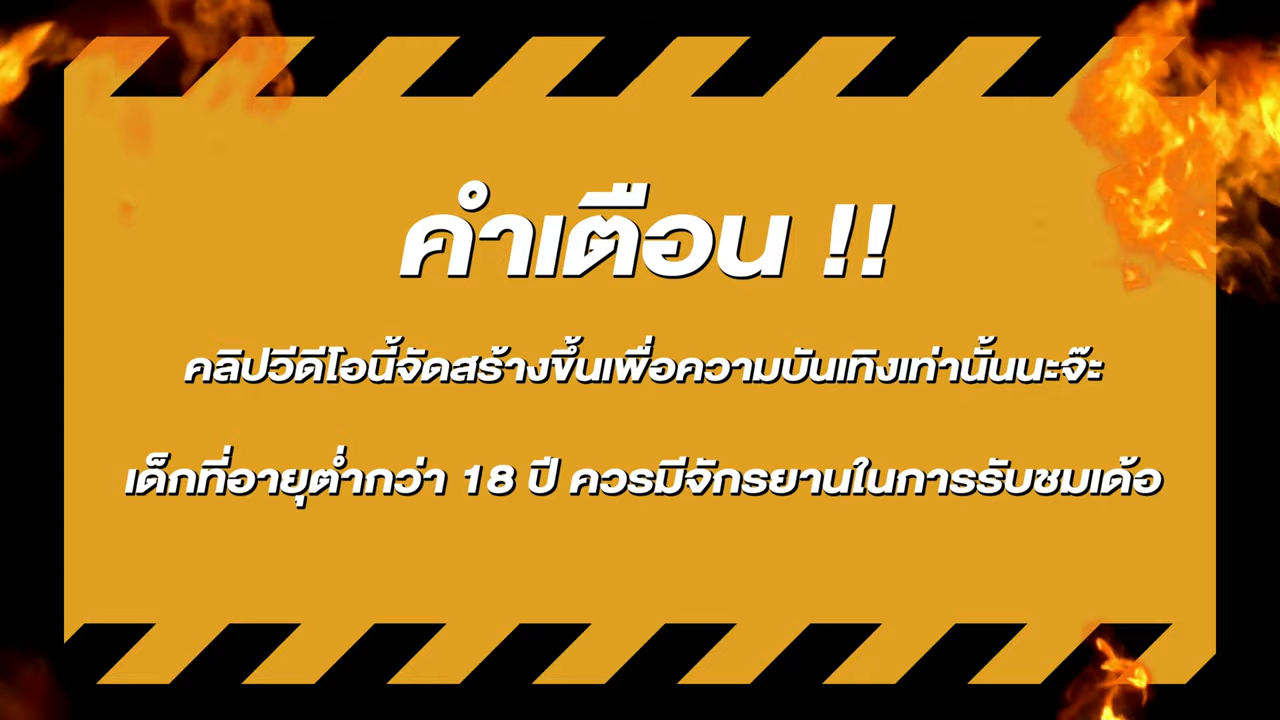 คำเตือน !!
คลิปวีดีโอนี้จัดสร้างขึ้นเพื่อความบันเทิงเท่านั้นนะจ๊ะ
เด็กที่อายุต่ำกว่า 18 ปี ควรมีจักรยานในการรับชมเด้อ